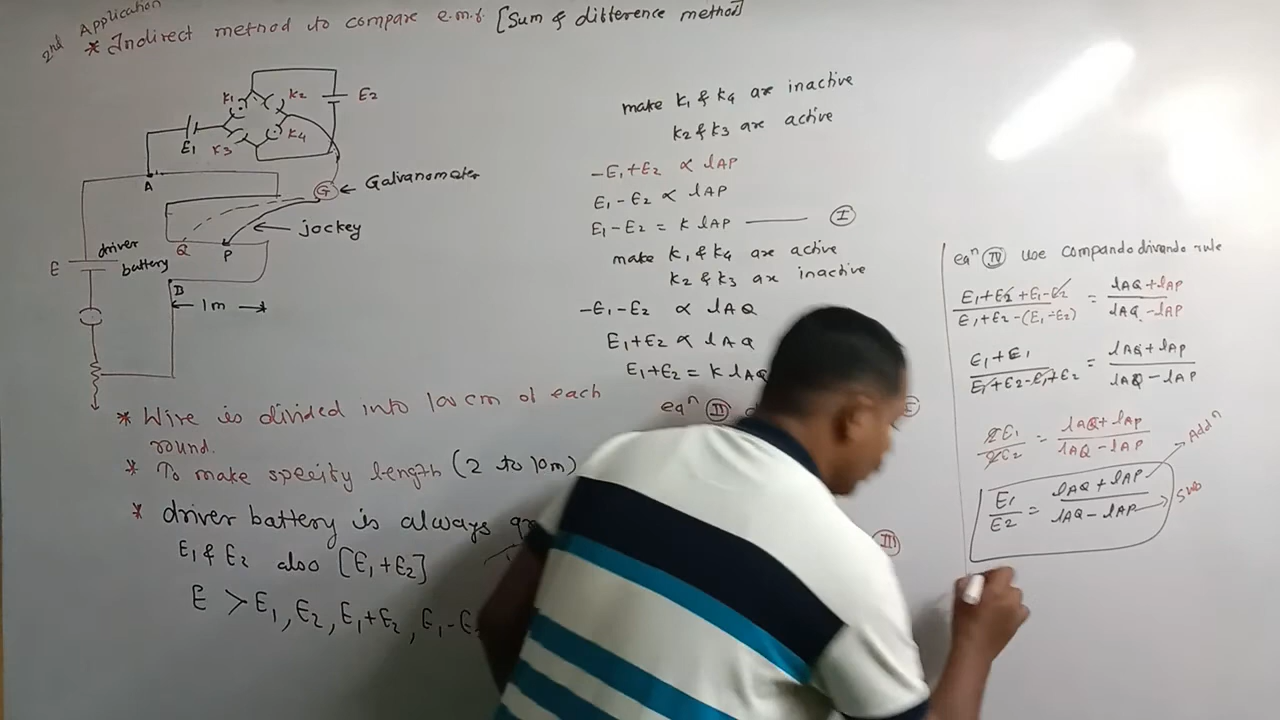 2nd Application
* Indirect method to compare e.m.f. [Sum & difference method]
K1 K2
E2
E1
K3 K4
A
G ← Galvanometer
← jockey
Q P
driver
battery
E
B
1m
* Wire is divided into 100 cm of each
round.
* To make specify length (2 to 10m)
* driver battery is always
E1 & E2 also [E1+E2]
E > E1, E2, E1+E2, E1-E2
make K1 & K4 are inactive
K2 & K3 are active
-E1+E2 ∝ lAP
E1-E2 ∝ lAP
E1-E2 = K lAP —— I
make K1 & K4 are active
K2 & K3 are inactive
-E1-E2 ∝ lAQ
E1+E2 ∝ lAQ
E1+E2 = K lAQ
eqn II
III
eqn IV use compando divando rule
E1+E2+E1-E2 / E1+E2-(E1-E2) = lAQ+lAP / lAQ-lAP
E1+E1 / E1+E2-E1+E2 = lAQ+lAP / lAQ-lAP
2E1 / 2E2 = lAQ+lAP / lAQ-lAP
E1 / E2 = lAQ+lAP / lAQ-lAP
→ Addn
→ Sub